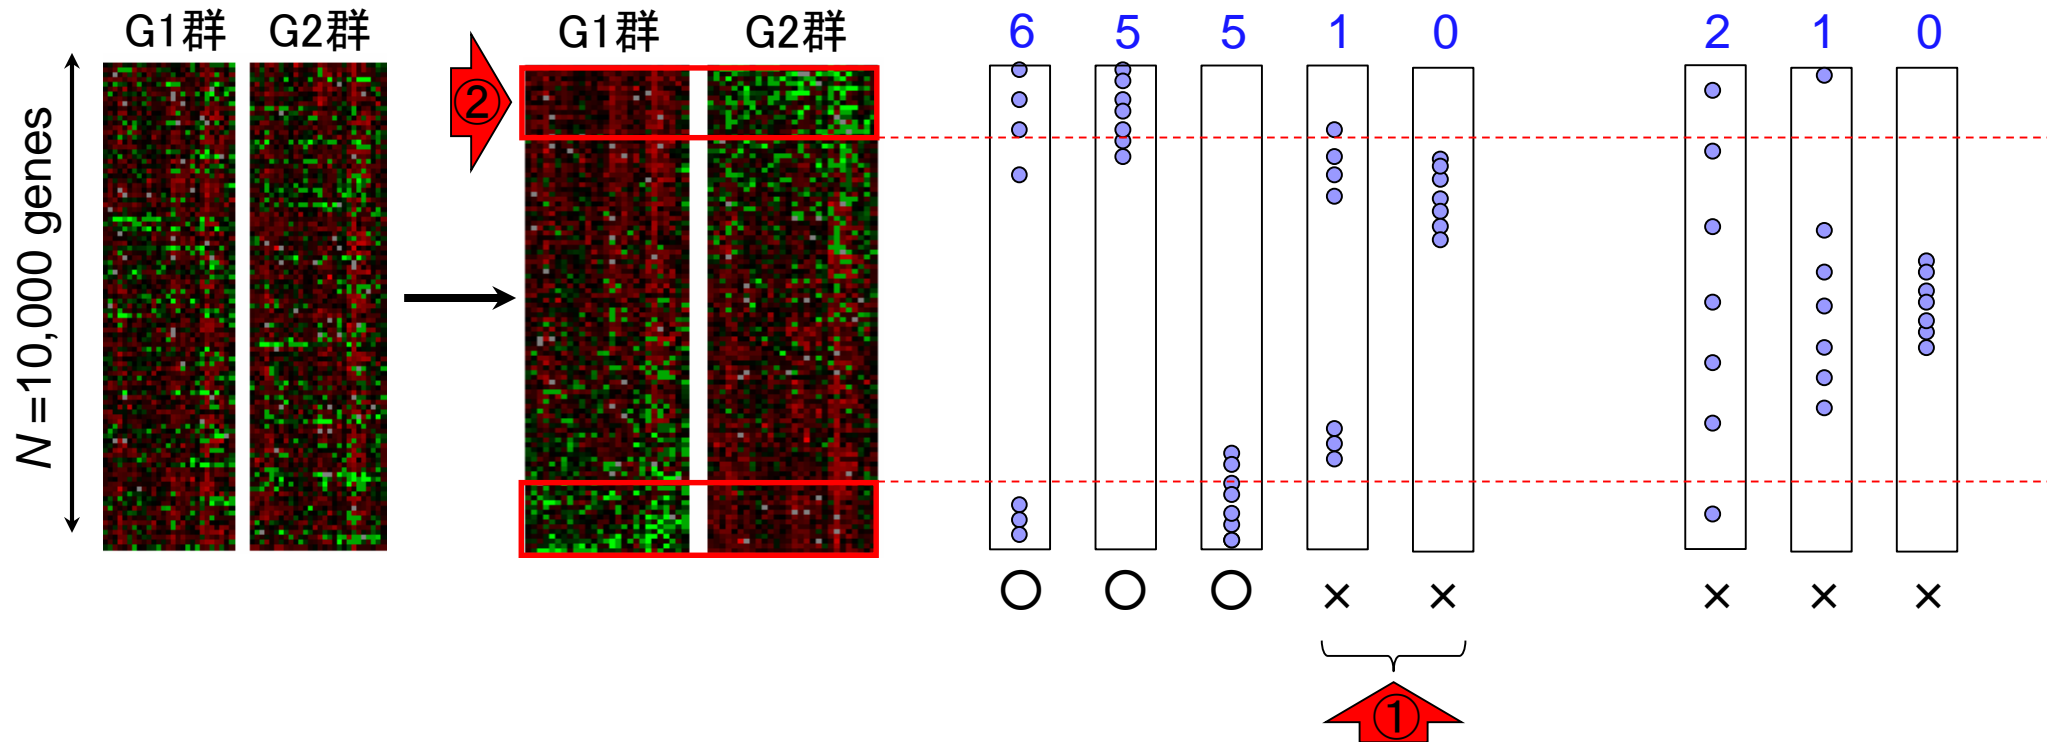 G1群 G2群 G1群 G2群 6 5 5 1 0 2 1 0
②
N=10,000 genes
○ ○ ○ × × × × ×
①